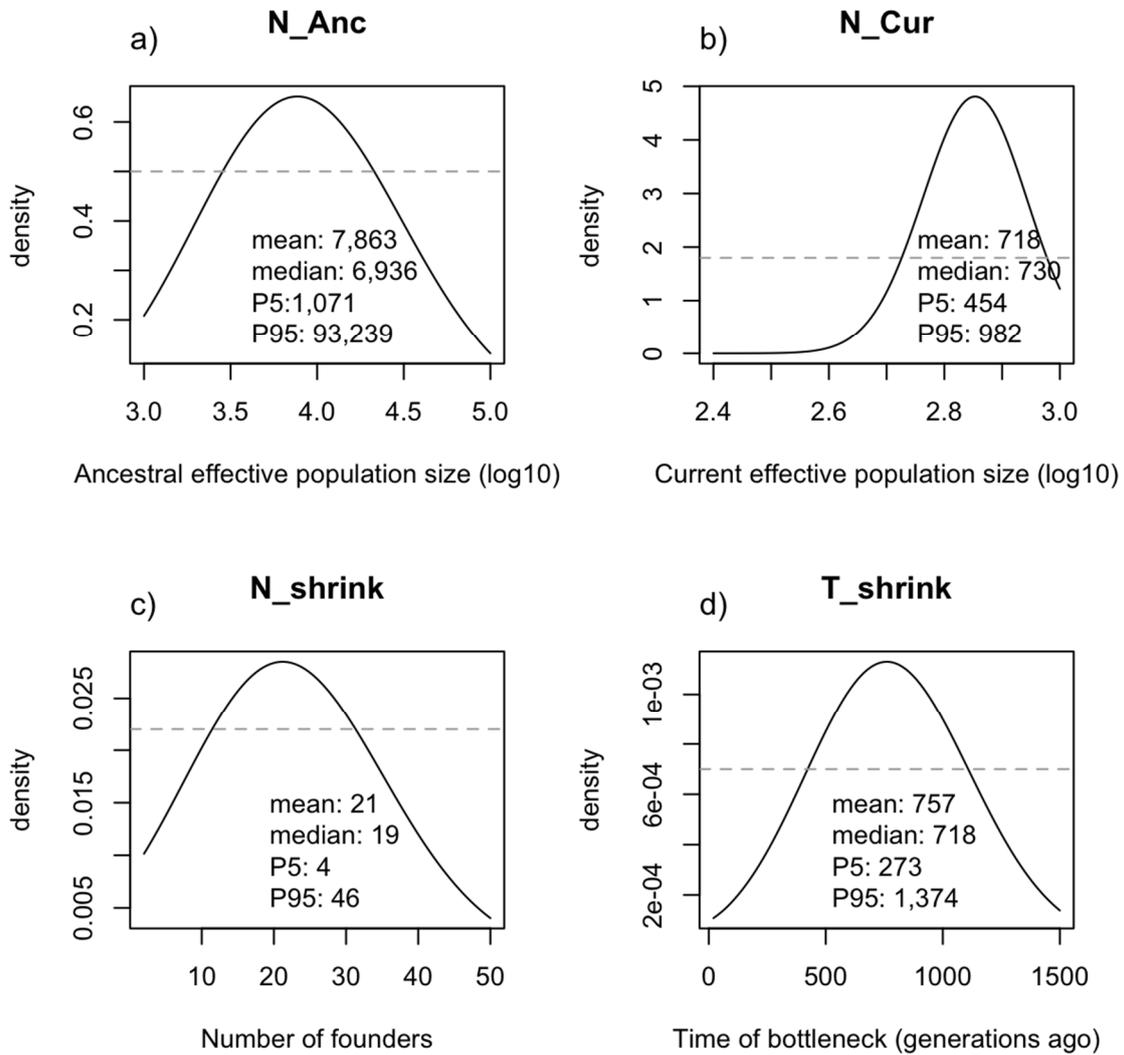 N_Anc
a)
0.2 0.4 0.6
density
mean: 7,863
median: 6,936
P5:1,071
P95: 93,239
3.0 3.5 4.0 4.5 5.0
Ancestral effective population size (log10)
N_Cur
b)
0 1 2 3 4 5
density
mean: 718
median: 730
P5: 454
P95: 982
2.4 2.6 2.8 3.0
Current effective population size (log10)
N_shrink
c)
0.005 0.015 0.025
density
mean: 21
median: 19
P5: 4
P95: 46
10 20 30 40 50
Number of founders
T_shrink
d)
2e-04 6e-04 1e-03
density
mean: 757
median: 718
P5: 273
P95: 1,374
0 500 1000 1500
Time of bottleneck (generations ago)